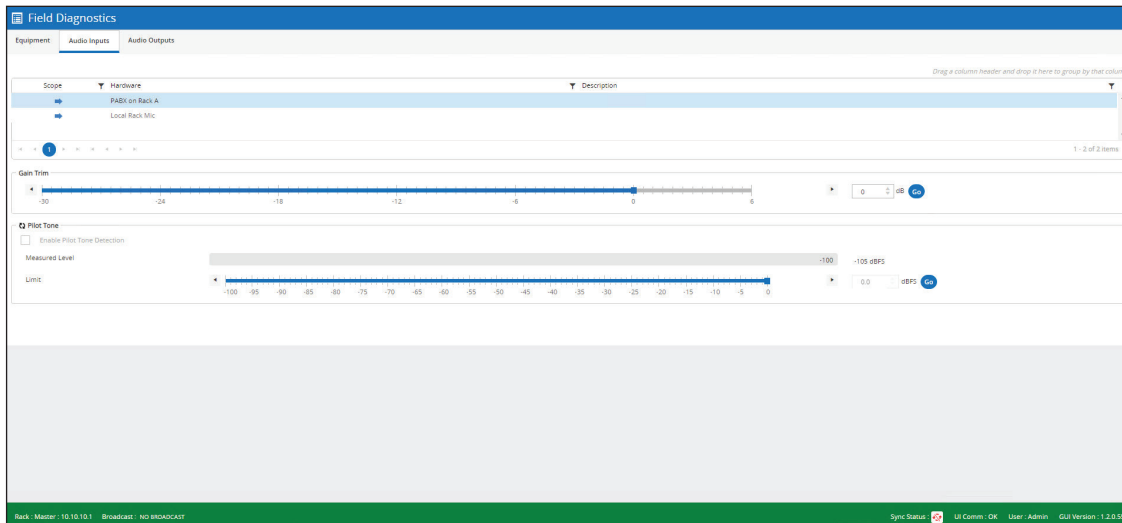 Field Diagnostics
Equipment Audio Inputs Audio Outputs
Drag a column header and drop it here to group by that colum
Scope Hardware Description
PABX on Rack A
Local Rack Mic
1 1 - 2 of 2 items
Gain Trim
0 dB Go
-30 -24 -18 -12 -6 0 6
Pilot Tone
Enable Pilot Tone Detection
Measured Level -100 -105 dBFS
Limit 0.0 dBFS Go
-100 -95 -90 -85 -80 -75 -70 -65 -60 -55 -50 -45 -40 -35 -30 -25 -20 -15 -10 -5 0
Rack : Master : 10.10.10.1 Broadcast : NO BROADCAST Sync Status : UI Comm : OK User : Admin GUI Version : 1.2.0.5